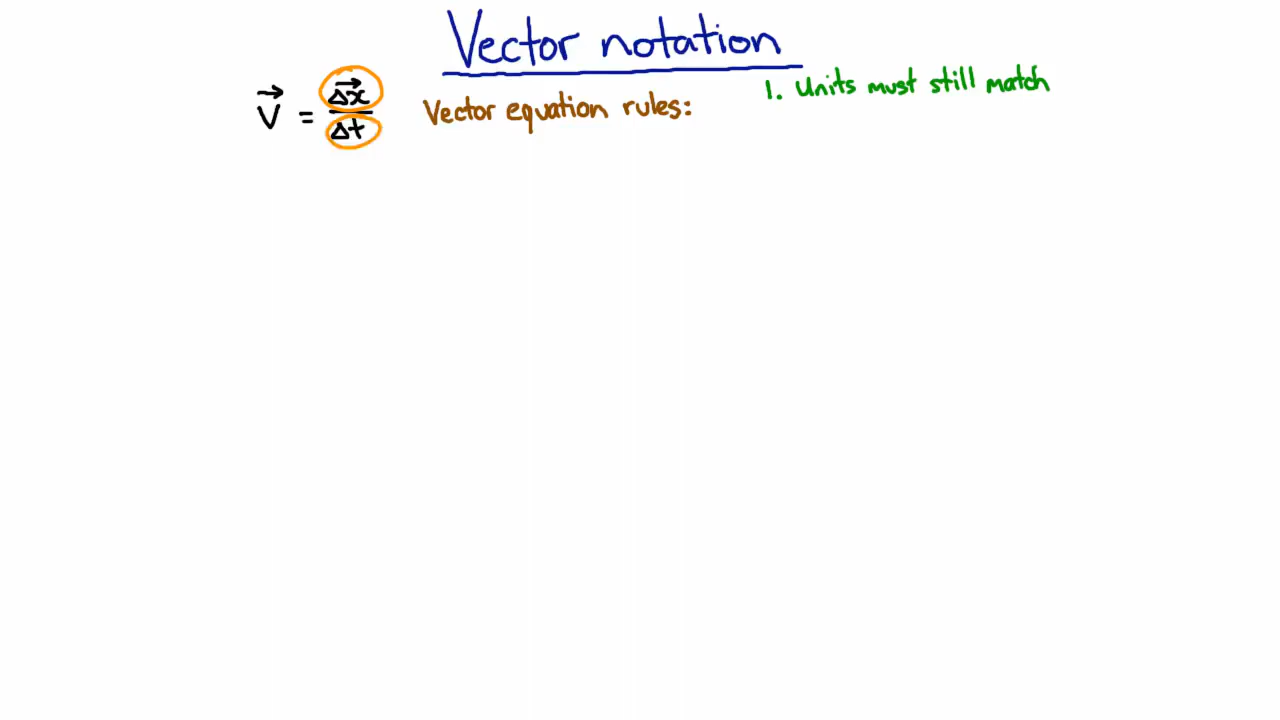 Vector notation
V⃗ = Δx⃗ / Δt
Vector equation rules:
1. Units must still match